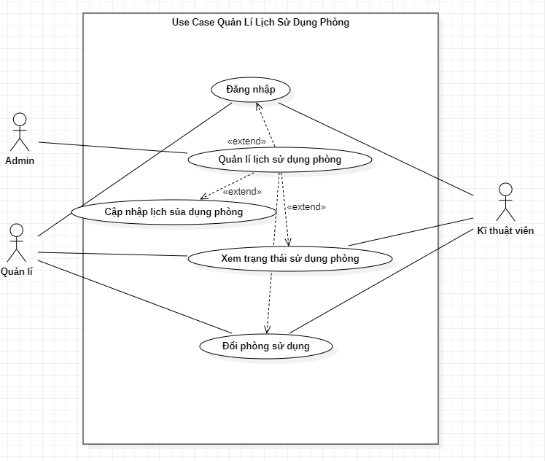 Use Case Quản Lí Lịch Sử Dụng Phòng
Đăng nhập
Admin
«extend»
Quản lí lịch sử dụng phòng
«extend»
Cập nhập lịch sủa dụng phòng
«extend»
Kĩ thuật viên
Quản lí
Xem trạng thái sử dụng phòng
Đổi phòng sử dụng